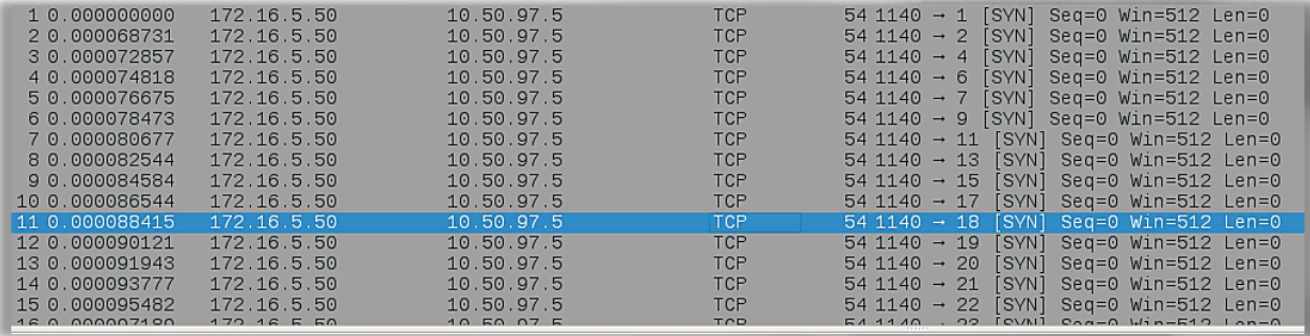 1 0.000000000 172.16.5.50 10.50.97.5 TCP 54 1140 → 1 [SYN] Seq=0 Win=512 Len=0
2 0.000068731 172.16.5.50 10.50.97.5 TCP 54 1140 → 2 [SYN] Seq=0 Win=512 Len=0
3 0.000072857 172.16.5.50 10.50.97.5 TCP 54 1140 → 4 [SYN] Seq=0 Win=512 Len=0
4 0.000074818 172.16.5.50 10.50.97.5 TCP 54 1140 → 6 [SYN] Seq=0 Win=512 Len=0
5 0.000076675 172.16.5.50 10.50.97.5 TCP 54 1140 → 7 [SYN] Seq=0 Win=512 Len=0
6 0.000078473 172.16.5.50 10.50.97.5 TCP 54 1140 → 9 [SYN] Seq=0 Win=512 Len=0
7 0.000080677 172.16.5.50 10.50.97.5 TCP 54 1140 → 11 [SYN] Seq=0 Win=512 Len=0
8 0.000082544 172.16.5.50 10.50.97.5 TCP 54 1140 → 13 [SYN] Seq=0 Win=512 Len=0
9 0.000084584 172.16.5.50 10.50.97.5 TCP 54 1140 → 15 [SYN] Seq=0 Win=512 Len=0
10 0.000086544 172.16.5.50 10.50.97.5 TCP 54 1140 → 17 [SYN] Seq=0 Win=512 Len=0
11 0.000088415 172.16.5.50 10.50.97.5 TCP 54 1140 → 18 [SYN] Seq=0 Win=512 Len=0
12 0.000090121 172.16.5.50 10.50.97.5 TCP 54 1140 → 19 [SYN] Seq=0 Win=512 Len=0
13 0.000091943 172.16.5.50 10.50.97.5 TCP 54 1140 → 20 [SYN] Seq=0 Win=512 Len=0
14 0.000093777 172.16.5.50 10.50.97.5 TCP 54 1140 → 21 [SYN] Seq=0 Win=512 Len=0
15 0.000095482 172.16.5.50 10.50.97.5 TCP 54 1140 → 22 [SYN] Seq=0 Win=512 Len=0